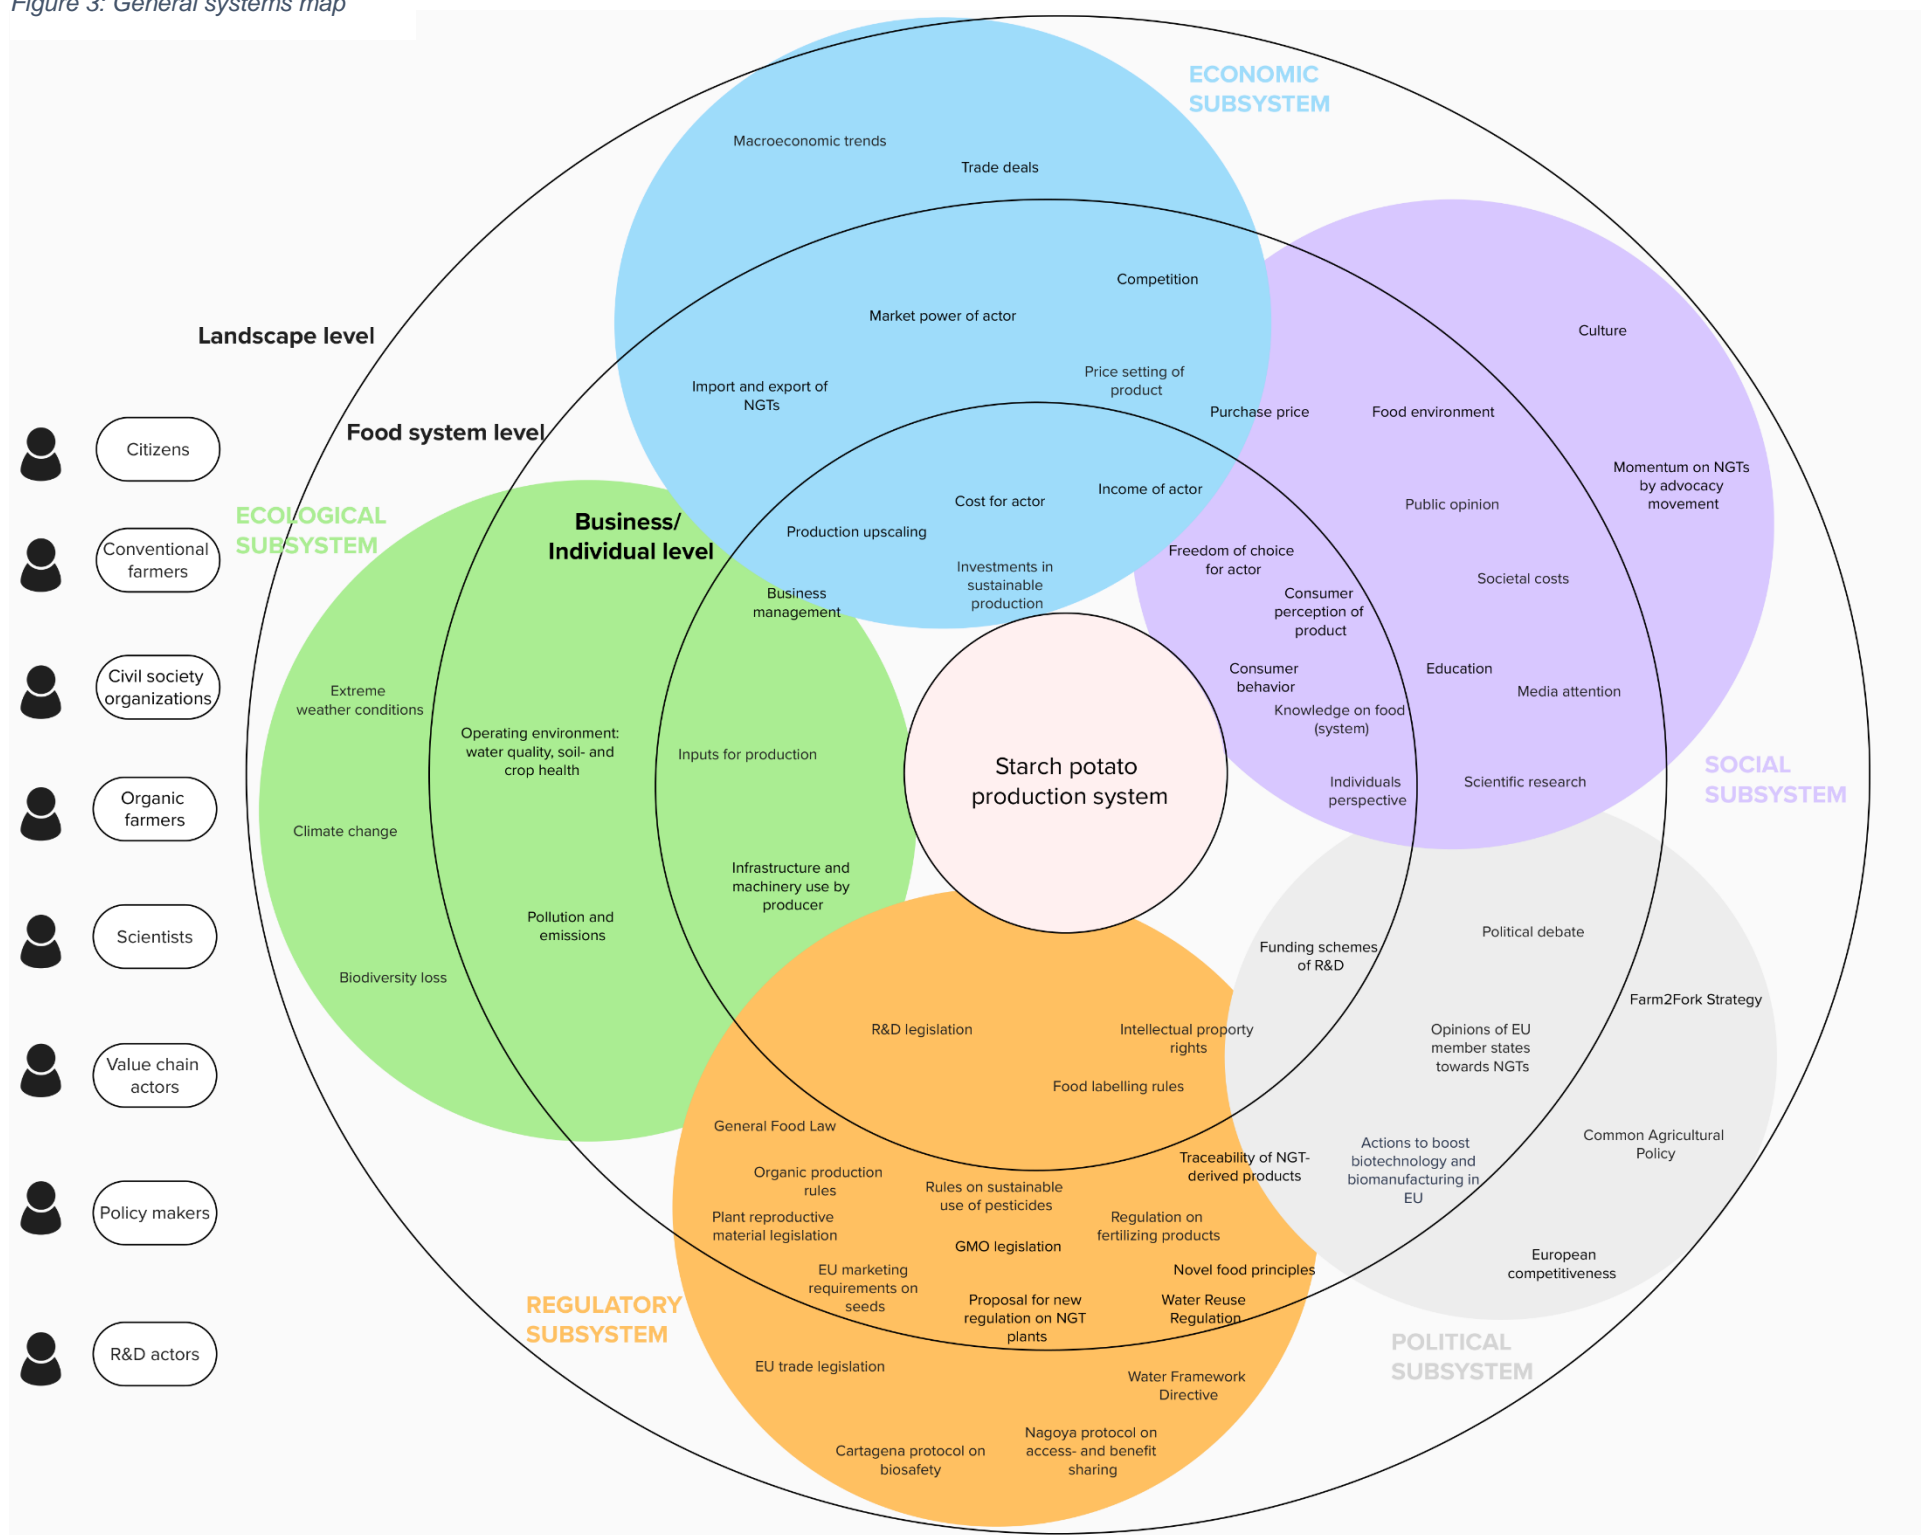 Figure 3: General systems map
ECONOMIC
SUBSYSTEM
Macroeconomic trends
Trade deals
Competition
Market power of actor
Culture
Landscape level
Price setting of
product
Import and export of
NGTs
Purchase price
Food environment
Food system level
Citizens
Momentum on NGTs
by advocacy
movement
Income of actor
Cost for actor
Public opinion
ECOLOGICAL
SUBSYSTEM
Business/
Individual level
Production upscaling
Conventional
farmers
Freedom of choice
for actor
Investments in
sustainable
production
Societal costs
Business
management
Consumer
perception of
product
Civil society
organizations
Consumer
behavior
Education
Extreme
weather conditions
Media attention
Knowledge on food
(system)
Operating environment:
water quality, soil- and
crop health
Inputs for production
Starch potato
production system
SOCIAL
SUBSYSTEM
Individuals
perspective
Scientific research
Organic
farmers
Climate change
Infrastructure and
machinery use by
producer
Pollution and
emissions
Scientists
Political debate
Funding schemes
of R&D
Biodiversity loss
Farm2Fork Strategy
R&D legislation
Intellectual proporty
rights
Opinions of EU
member states
towards NGTs
Value chain
actors
Food labelling rules
General Food Law
Common Agricultural
Policy
Actions to boost
biotechnology and
biomanufacturing in
EU
Traceability of NGT-
derived products
Organic production
rules
Rules on sustainable
use of pesticides
Policy makers
Plant reproductive
material legislation
Regulation on
fertilizing products
GMO legislation
European
competitiveness
EU marketing
requirements on
seeds
Novel food principles
Proposal for new
regulation on NGT
plants
Water Reuse
Regulation
REGULATORY
SUBSYSTEM
POLITICAL
SUBSYSTEM
R&D actors
EU trade legislation
Water Framework
Directive
Nagoya protocol on
access- and benefit
sharing
Cartagena protocol on
biosafety